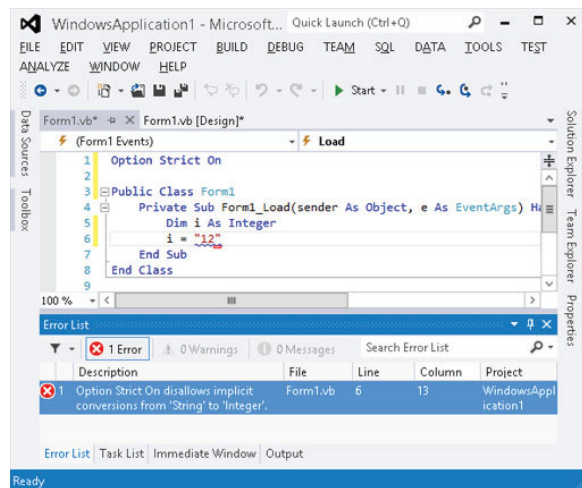 WindowsApplication1 - Microsoft... Quick Launch (Ctrl+Q)
FILE EDIT VIEW PROJECT BUILD DEBUG TEAM SQL DATA TOOLS TEST
ANALYZE WINDOW HELP
Start
Data Sources
Toolbox
Form1.vb* Form1.vb [Design]*
(Form1 Events) Load
1 Option Strict On
2
3 Public Class Form1
4 Private Sub Form1_Load(sender As Object, e As EventArgs) Ha
5 Dim i As Integer
6 i = "12"
7 End Sub
8 End Class
9
100 %
Solution Explorer
Team Explorer
Properties
Error List
1 Error 0 Warnings 0 Messages Search Error List
Description File Line Column Project
1 Option Strict On disallows implicit Form1.vb 6 13 WindowsAppl
conversions from 'String' to 'Integer'. ication1
Error List Task List Immediate Window Output
Ready